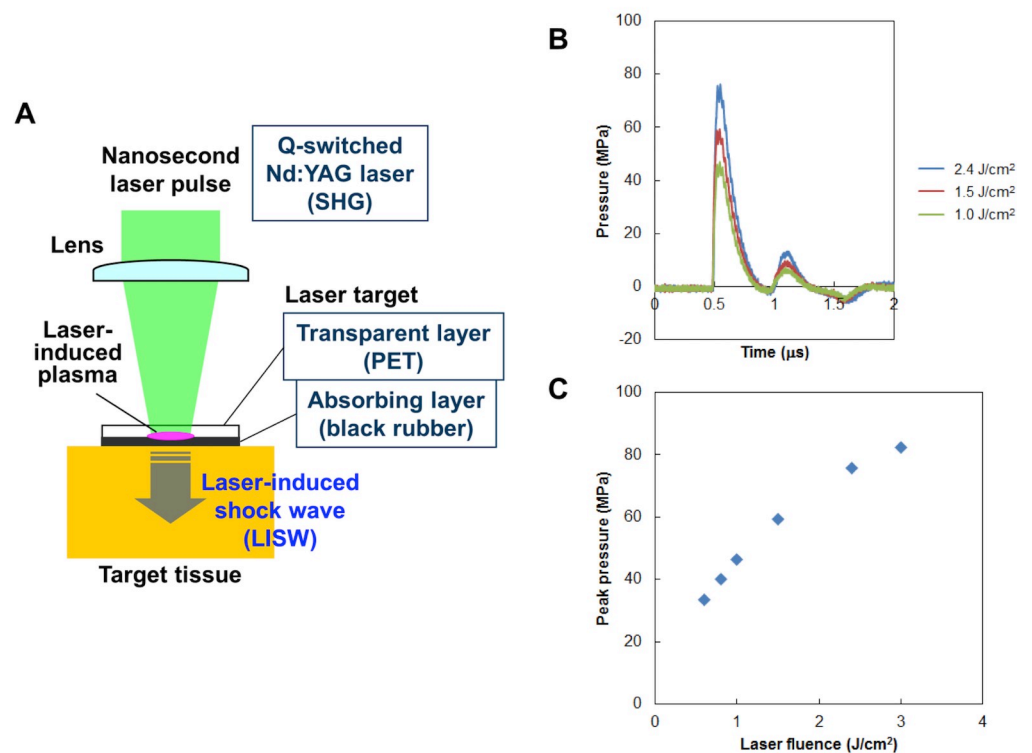 A
Nanosecond
laser pulse
Q-switched
Nd:YAG laser
(SHG)
Lens
Laser target
Laser-
induced
plasma
Transparent layer
(PET)
Absorbing layer
(black rubber)
Laser-induced
shock wave
(LISW)
Target tissue
B
Pressure (MPa)
100
80
60
40
20
0
-20
0
0.5
1
1.5
2
Time (µs)
2.4 J/cm²
1.5 J/cm²
1.0 J/cm²
C
Peak pressure (MPa)
100
80
60
40
20
0
0
1
2
3
4
Laser fluence (J/cm²)